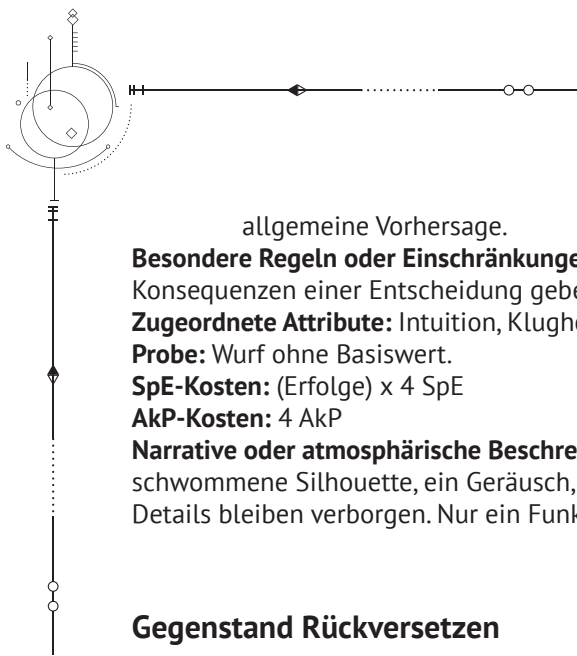 allgemeine Vorhersage.
Besondere Regeln oder Einschränkunge
Konsequenzen einer Entscheidung gebe
Zugeordnete Attribute: Intuition, Klughe
Probe: Wurf ohne Basiswert.
SpE-Kosten: (Erfolge) x 4 SpE
AkP-Kosten: 4 AkP
Narrative oder atmosphärische Beschre
schwommene Silhouette, ein Geräusch,
Details bleiben verborgen. Nur ein Funk
Gegenstand Rückversetzen